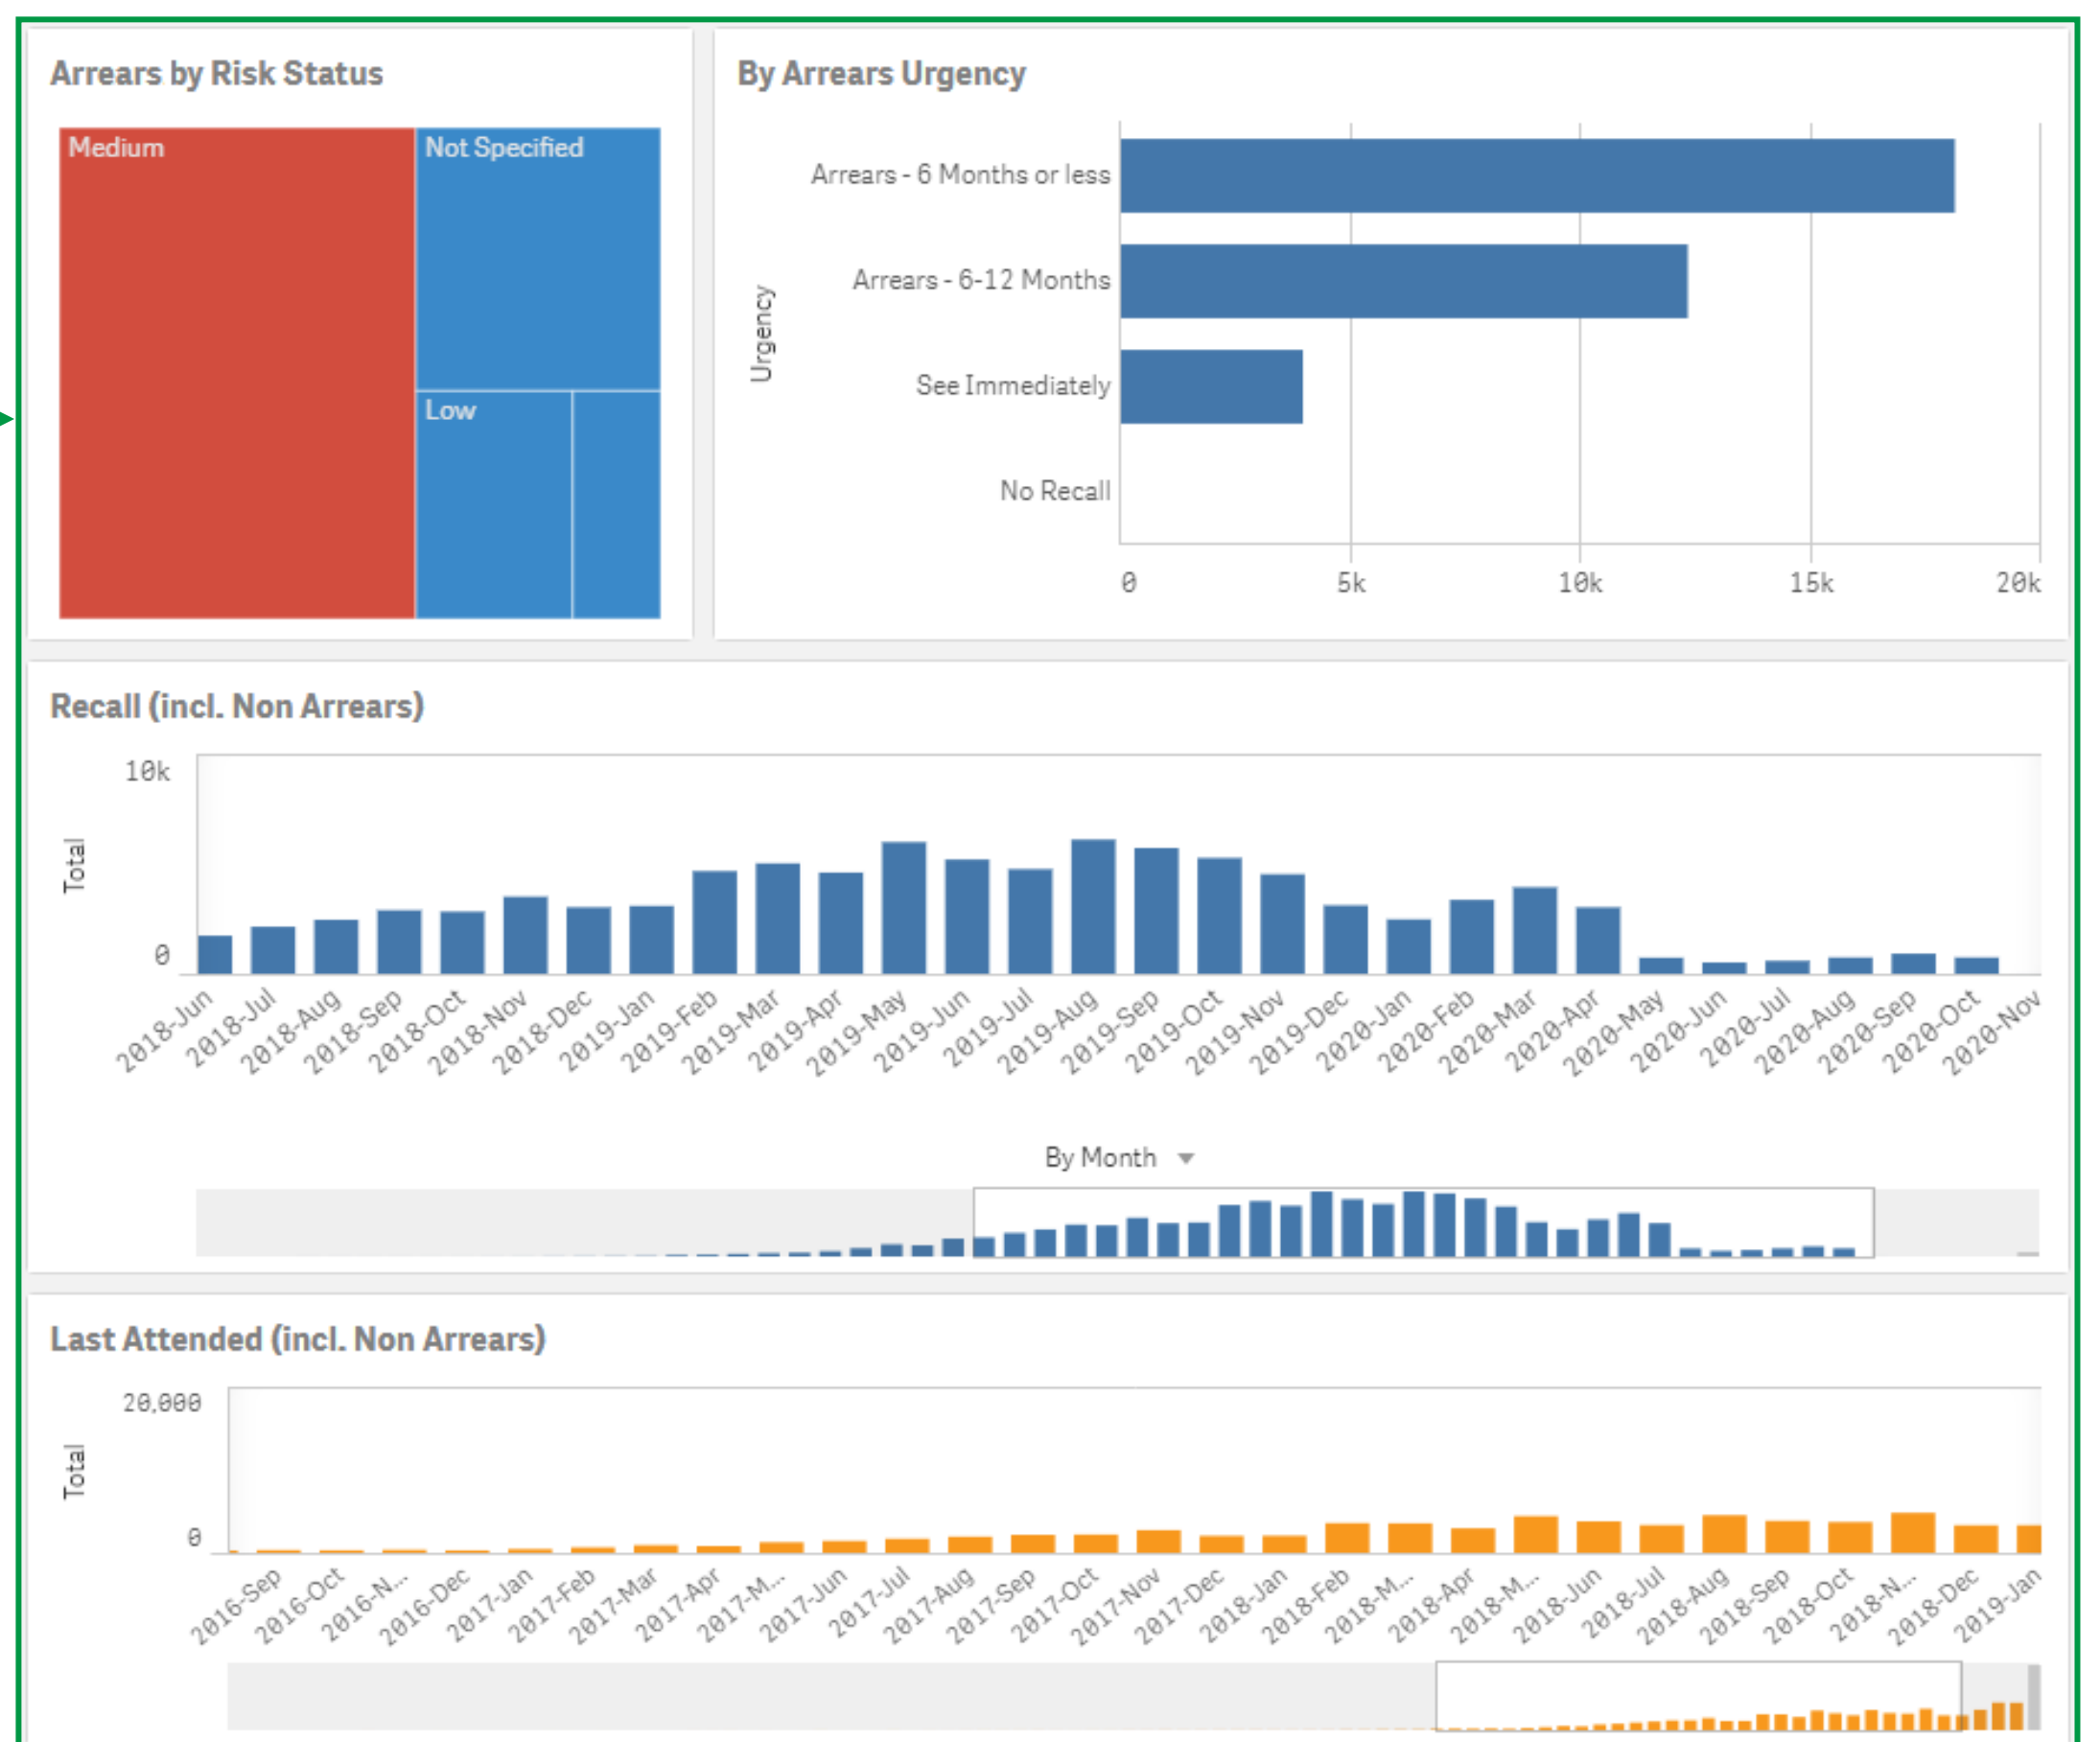 Arrears by Risk Status
Medium
Not Specified
Low
By Arrears Urgency
Urgency
Arrears - 6 Months or less
Arrears - 6-12 Months
See Immediately
No Recall
0 5k 10k 15k 20k
Recall (incl. Non Arrears)
Total
10k
0
2018-Jun 2018-Jul 2018-Aug 2018-Sep 2018-Oct 2018-Nov 2018-Dec 2019-Jan 2019-Feb 2019-Mar 2019-Apr 2019-May 2019-Jun 2019-Jul 2019-Aug 2019-Sep 2019-Oct 2019-Nov 2019-Dec 2020-Jan 2020-Feb 2020-Mar 2020-Apr 2020-May 2020-Jun 2020-Jul 2020-Aug 2020-Sep 2020-Oct 2020-Nov
By Month
Last Attended (incl. Non Arrears)
Total
20,000
0
2016-Sep 2016-Oct 2016-N... 2016-Dec 2017-Jan 2017-Feb 2017-Mar 2017-Apr 2017-M... 2017-Jun 2017-Jul 2017-Aug 2017-Sep 2017-Oct 2017-Nov 2017-Dec 2018-Jan 2018-Feb 2018-M... 2018-Apr 2018-M... 2018-Jun 2018-Jul 2018-Aug 2018-Sep 2018-Oct 2018-N... 2018-Dec 2019-Jan